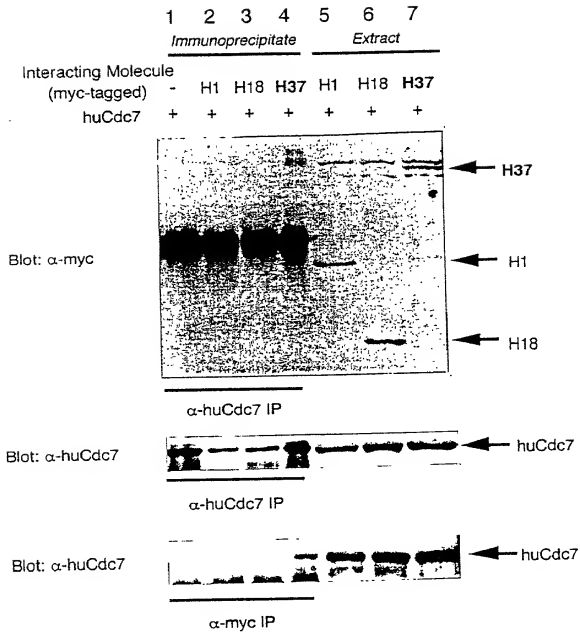 1 2 3 4 5 6 7
Immunoprecipitate Extract
Interacting Molecule
(myc-tagged)
- H1 H18 H37 H1 H18 H37
huCdc7 + + + + + + +
H37
Blot: α-myc
H1
H18
α-huCdc7 IP
Blot: α-huCdc7
huCdc7
α-huCdc7 IP
Blot: α-huCdc7
huCdc7
α-myc IP